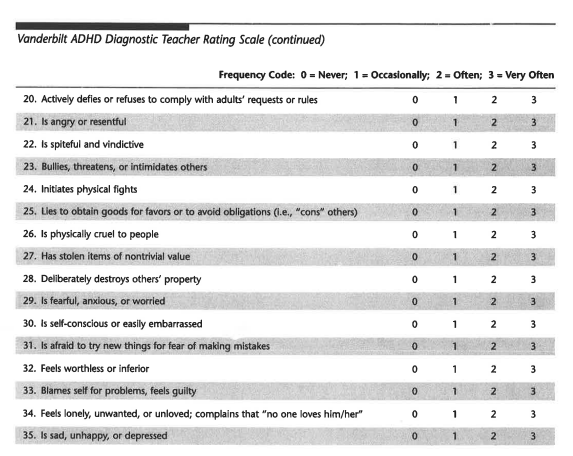 Vanderbilt ADHD Diagnostic Teacher Rating Scale (continued)
Frequency Code: 0 = Never; 1 = Occasionally; 2 = Often; 3 = Very Often
20. Actively defies or refuses to comply with adults' requests or rules 0 1 2 3
21. Is angry or resentful 0 1 2 3
22. Is spiteful and vindictive 0 1 2 3
23. Bullies, threatens, or intimidates others 0 1 2 3
24. Initiates physical fights 0 1 2 3
25. Lies to obtain goods for favors or to avoid obligations (i.e., "cons" others) 0 1 2 3
26. Is physically cruel to people 0 1 2 3
27. Has stolen items of nontrivial value 0 1 2 3
28. Deliberately destroys others' property 0 1 2 3
29. Is fearful, anxious, or worried 0 1 2 3
30. Is self-conscious or easily embarrassed 0 1 2 3
31. Is afraid to try new things for fear of making mistakes 0 1 2 3
32. Feels worthless or inferior 0 1 2 3
33. Blames self for problems, feels guilty 0 1 2 3
34. Feels lonely, unwanted, or unloved; complains that "no one loves him/her" 0 1 2 3
35. Is sad, unhappy, or depressed 0 1 2 3